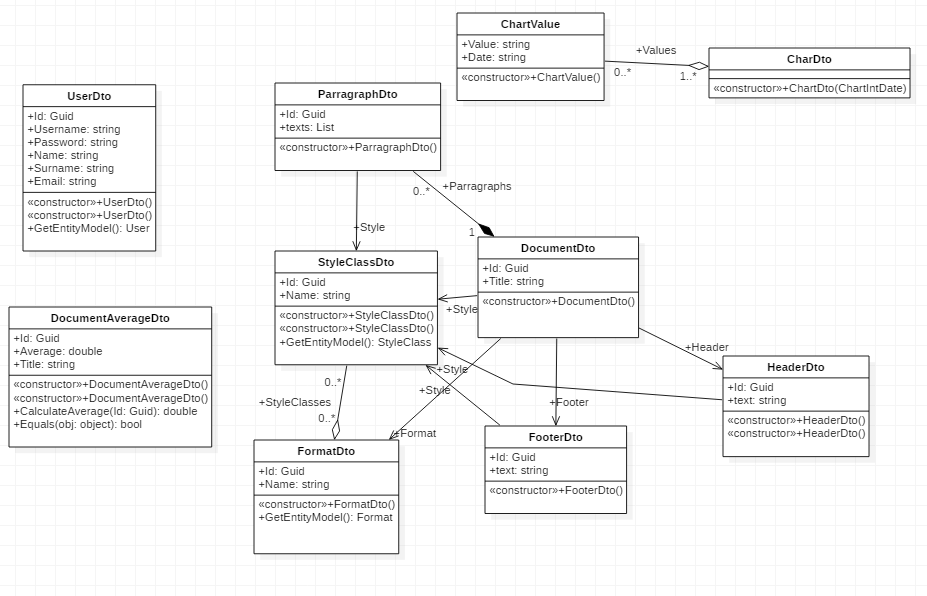 ChartValue
+Value: string
+Date: string
«constructor»+ChartValue()
+Values
0..*
1..*
CharDto
«constructor»+ChartDto(ChartIntDate)
UserDto
+Id: Guid
+Username: string
+Password: string
+Name: string
+Surname: string
+Email: string
«constructor»+UserDto()
«constructor»+UserDto()
+GetEntityModel(): User
ParragraphDto
+Id: Guid
+texts: List
«constructor»+ParragraphDto()
0..*
+Parragraphs
1
+Style
DocumentDto
+Id: Guid
+Title: string
«constructor»+DocumentDto()
StyleClassDto
+Id: Guid
+Name: string
«constructor»+StyleClassDto()
«constructor»+StyleClassDto()
+GetEntityModel(): StyleClass
+Style
DocumentAverageDto
+Id: Guid
+Average: double
+Title: string
«constructor»+DocumentAverageDto()
«constructor»+DocumentAverageDto()
+CalculateAverage(Id: Guid): double
+Equals(obj: object): bool
+Header
HeaderDto
+Id: Guid
+text: string
«constructor»+HeaderDto()
«constructor»+HeaderDto()
+Style
+Style
0..*
+StyleClasses
0..*
+Footer
+Format
FormatDto
+Id: Guid
+Name: string
«constructor»+FormatDto()
+GetEntityModel(): Format
FooterDto
+Id: Guid
+text: string
«constructor»+FooterDto()